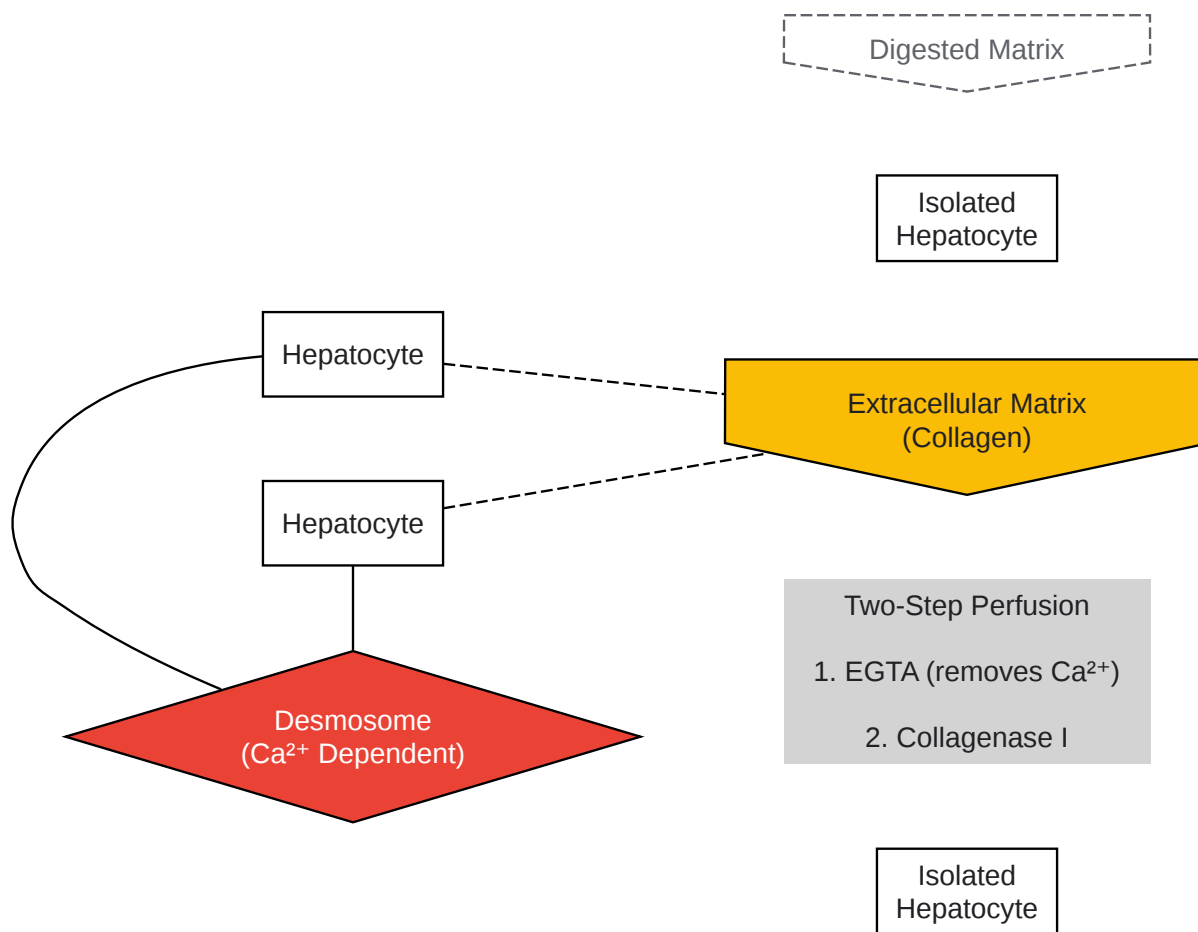 Digested Matrix
Isolated
Hepatocyte
Hepatocyte
Extracellular Matrix
(Collagen)
Hepatocyte
Two-Step Perfusion
1. EGTA (removes Ca²⁺)
2. Collagenase I
Desmosome
(Ca²⁺ Dependent)
Isolated
Hepatocyte